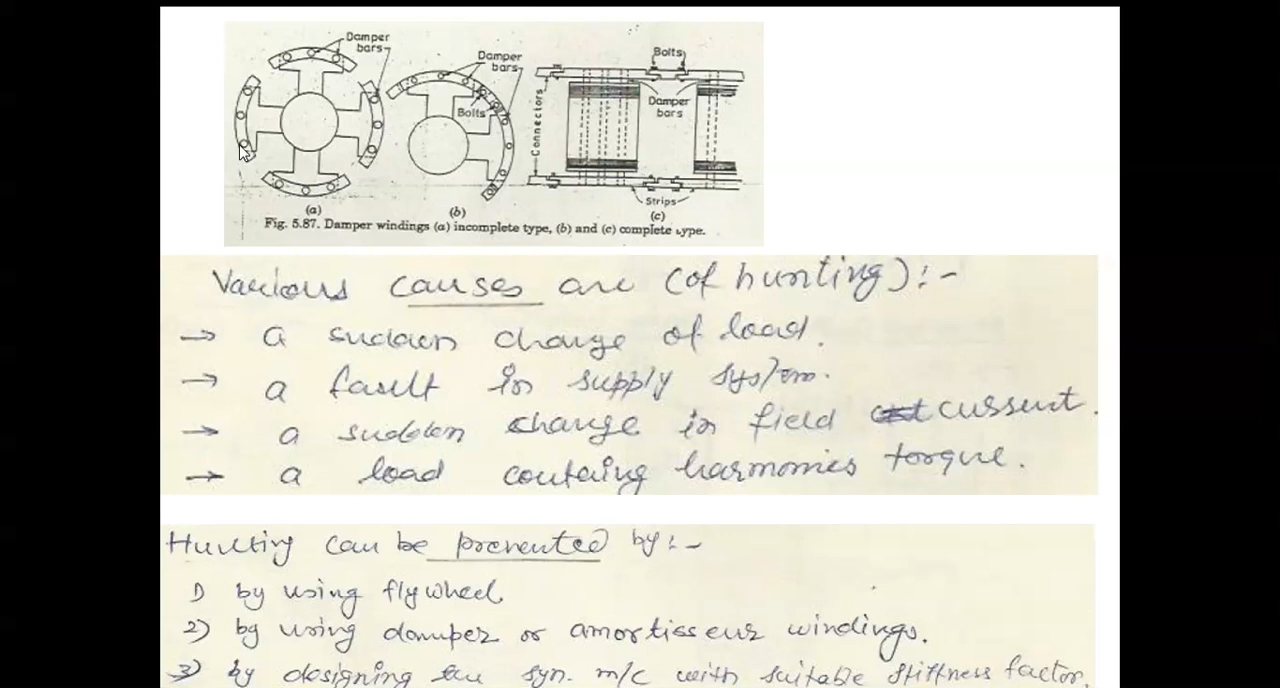 Damper
bars
Damper
bars
Bolts
Connectors
Bolts
Damper
bars
Strips
(a)
(b)
(c)
Fig. 5.87. Damper windings (a) incomplete type, (b) and (c) complete type.
Various causes are (of hunting):-
→ a sudden change of load.
→ a fault in supply system.
→ a sudden change in field current.
→ a load containg harmonies torque.
Hunting can be prevented by:-
1) by using flywheel
2) by using damper or amortisseur windings.
3) by designing the syn. m/c with suitable stiffness factor.